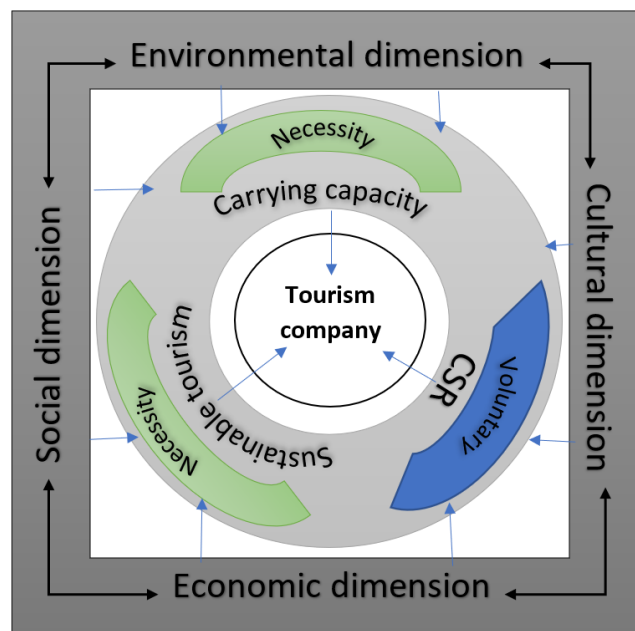 Environmental dimension
Necessity
Carrying capacity
Social dimension
Cultural dimension
Tourism
company
Sustainable tourism
Necessity
CSR
Voluntary
Economic dimension